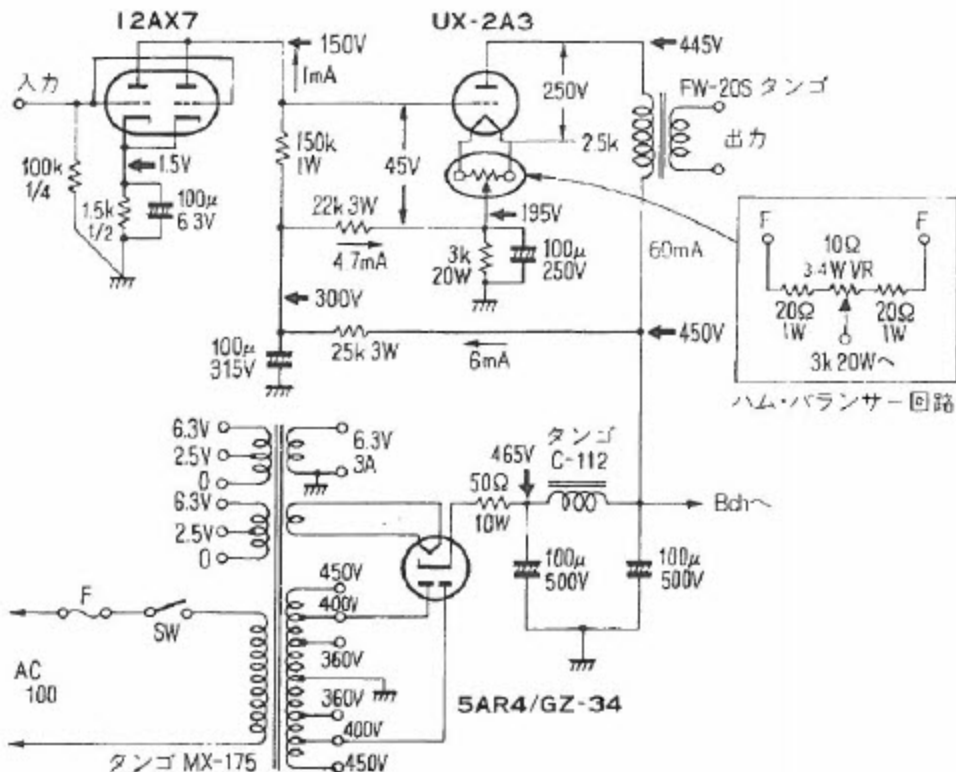 12AX7
UX-2A3
150V
445V
入力
1mA
250V
FW-20S タンゴ
出力
150k
1W
2.5k
45V
100k
1/4
1.5V
1.5k
1/2
100μ
6.3V
22k 3W
4.7mA
195V
3k
20W
100μ
250V
60mA
F
F
10Ω
3.4W VR
20Ω
1W
20Ω
1W
3k 20Wへ
ハム・バランサー回路
300V
450V
100μ
315V
25k 3W
6mA
6.3V
2.5V
0
6.3V
3A
6.3V
2.5V
0
465V
タンゴ
C-112
50Ω
10W
Bchへ
100μ
500V
100μ
500V
450V
400V
360V
360V
400V
450V
F
SW
AC
100
5AR4/GZ-34
タンゴ MX-175